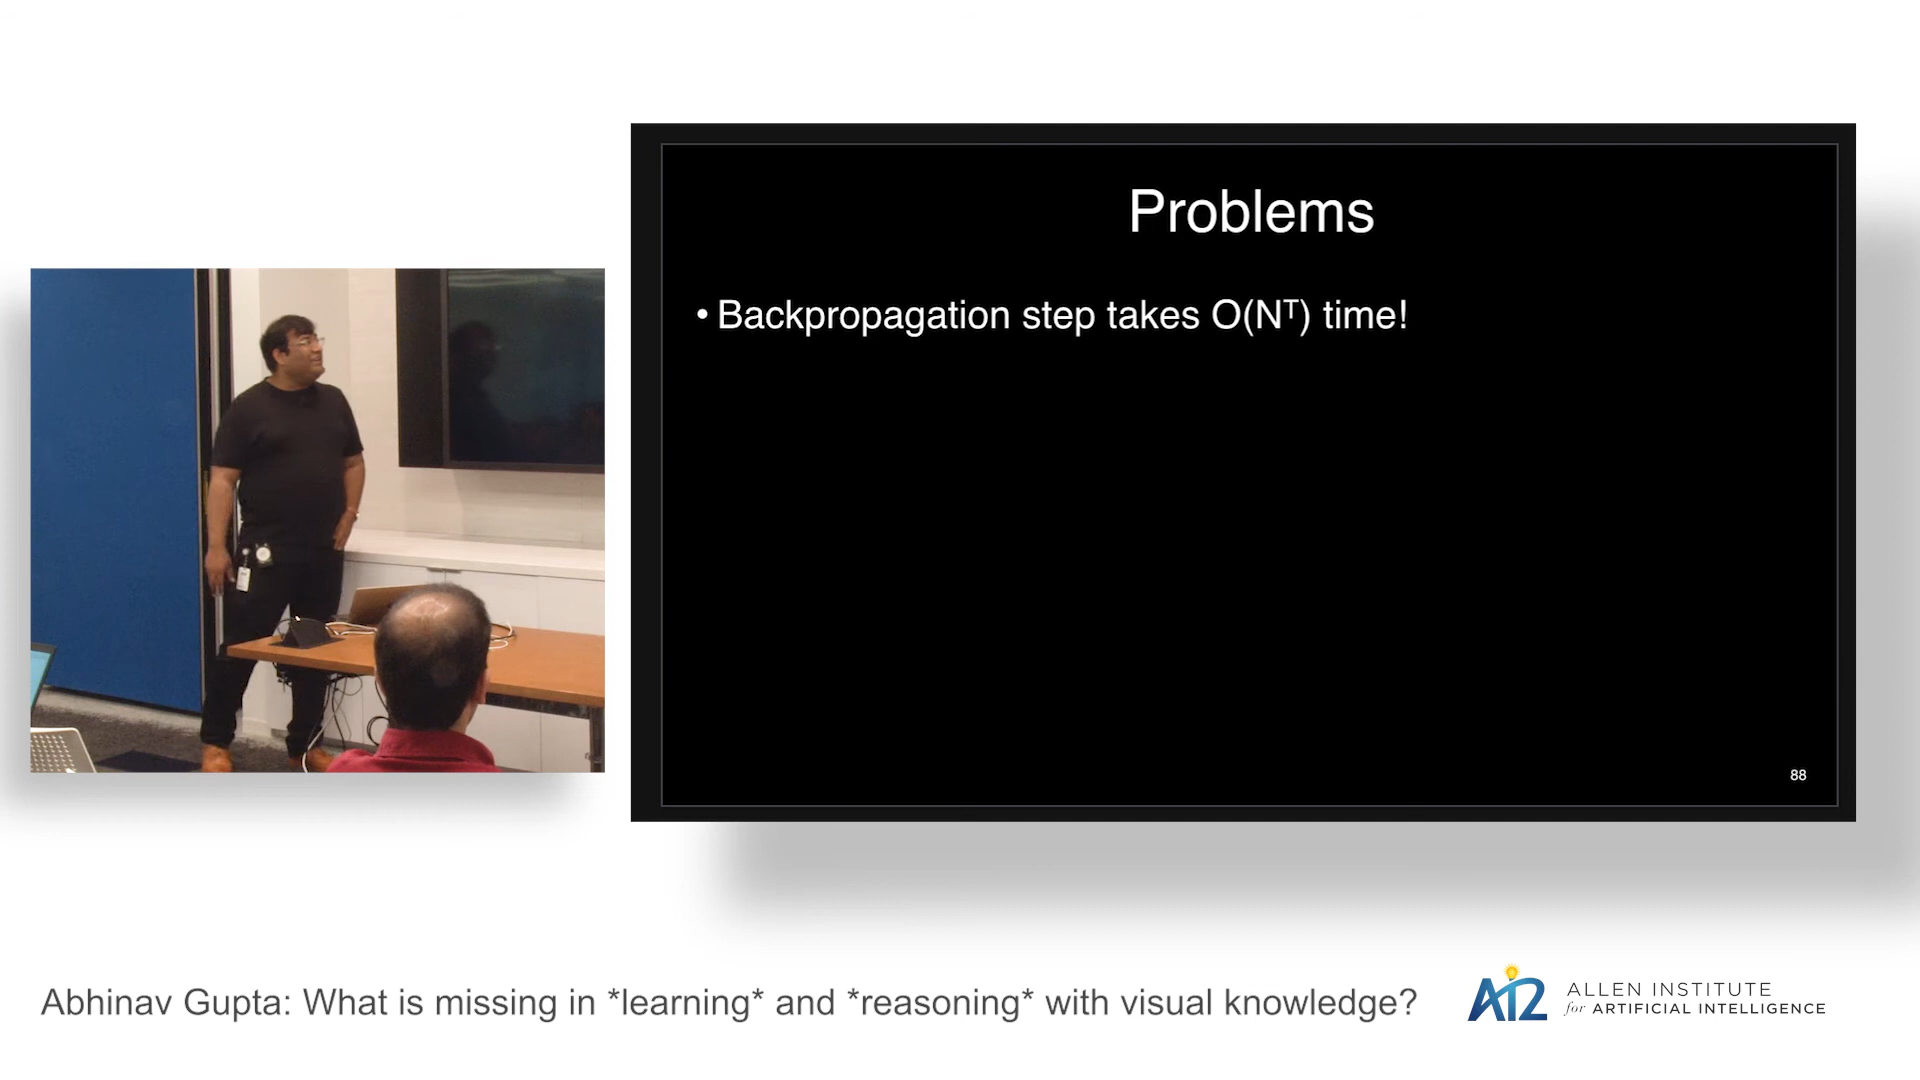 Problems
• Backpropagation step takes O(Nᵀ) time!
88
Abhinav Gupta: What is missing in *learning* and *reasoning* with visual knowledge?
AI2
ALLEN INSTITUTE
for ARTIFICIAL INTELLIGENCE